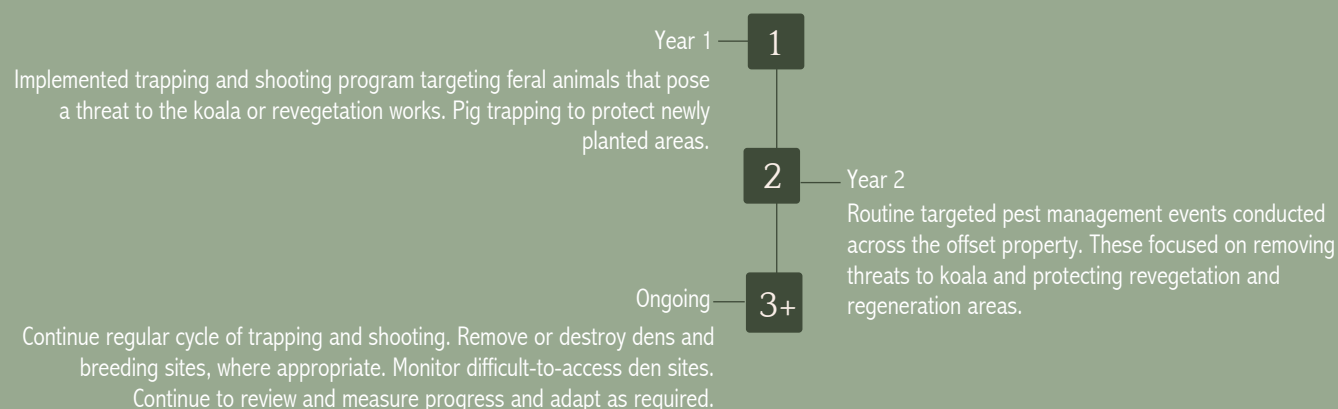 Year 1
1
Implemented trapping and shooting program targeting feral animals that pose
a threat to the koala or revegetation works. Pig trapping to protect newly
planted areas.
2
Year 2
Routine targeted pest management events conducted
across the offset property. These focused on removing
threats to koala and protecting revegetation and
regeneration areas.
Ongoing
3+
Continue regular cycle of trapping and shooting. Remove or destroy dens and
breeding sites, where appropriate. Monitor difficult-to-access den sites.
Continue to review and measure progress and adapt as required.